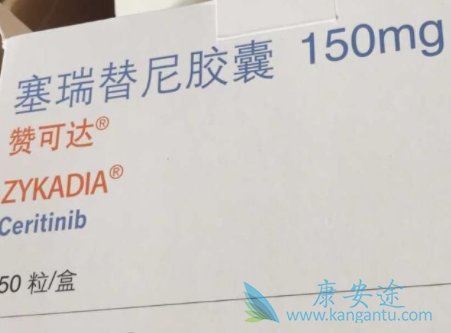 塞瑞替尼胶囊 150mg
赞可达®
ZYKADIA®
Ceritinib
50 粒/盒
康安途
www.kangantu.com